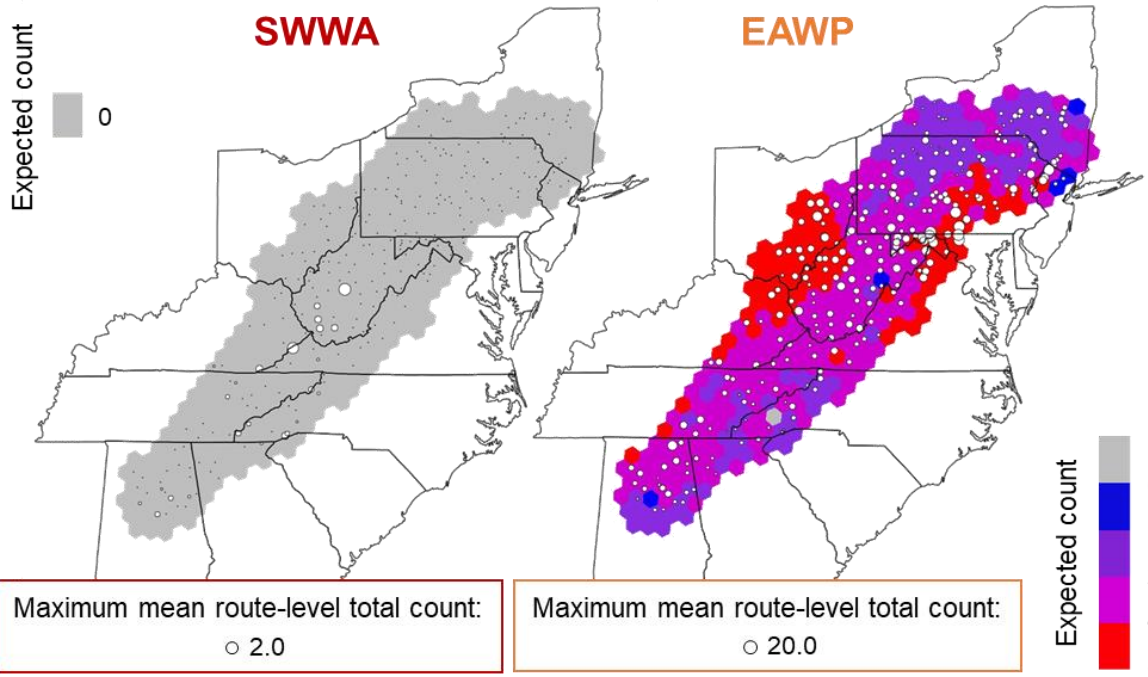 SWWA
EAWP
Expected count
0
Expected count
Maximum mean route-level total count:
2.0
Maximum mean route-level total count:
20.0